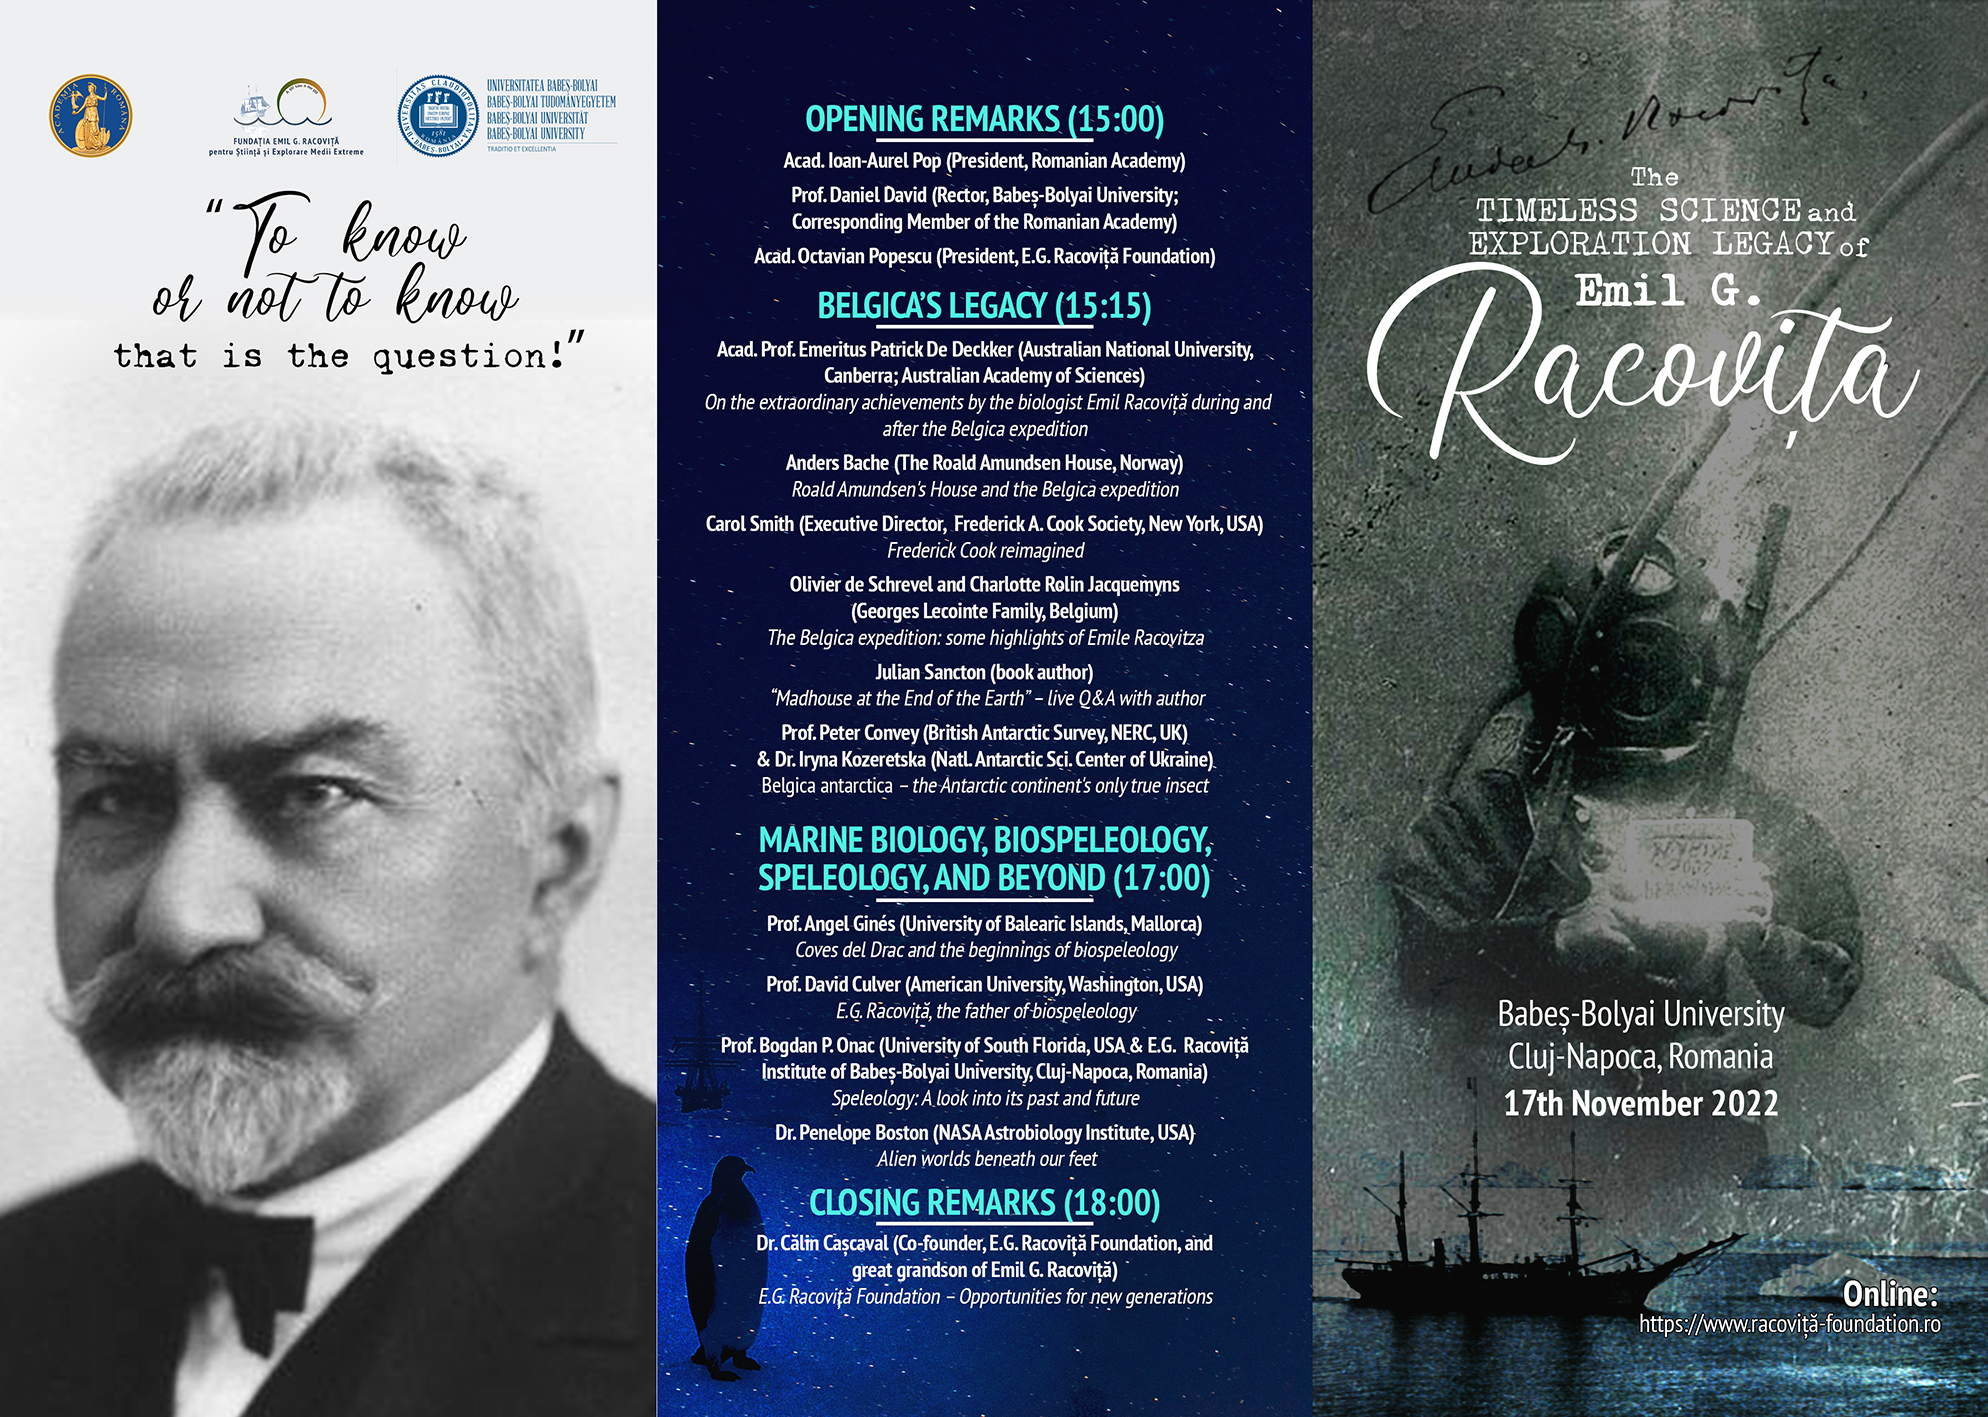 ACADEMIA ROMÂNĂ
FUNDAȚIA EMIL G. RACOVIȚĂ
pentru Știință și Explorare Medii Extreme
UNIVERSITAS CLAUDIOPOLITANA
1581
ROMÂNIA
BABEȘ-BOLYAI
UNIVERSITATEA BABEȘ-BOLYAI
BABEȘ-BOLYAI TUDOMÁNYEGYETEM
BABEȘ-BOLYAI UNIVERSITÄT
BABEȘ-BOLYAI UNIVERSITY
TRADITIO ET EXCELLENTIA
“To know
or not to know
that is the question!”
OPENING REMARKS (15:00)
Acad. Ioan-Aurel Pop (President, Romanian Academy)
Prof. Daniel David (Rector, Babeș-Bolyai University;
Corresponding Member of the Romanian Academy)
Acad. Octavian Popescu (President, E.G. Racoviță Foundation)
BELGICA’S LEGACY (15:15)
Acad. Prof. Emeritus Patrick De Deckker (Australian National University,
Canberra; Australian Academy of Sciences)
On the extraordinary achievements by the biologist Emil Racoviță during and
after the Belgica expedition
Anders Bache (The Roald Amundsen House, Norway)
Roald Amundsen's House and the Belgica expedition
Carol Smith (Executive Director, Frederick A. Cook Society, New York, USA)
Frederick Cook reimagined
Olivier de Schrevel and Charlotte Rolin Jacquemyns
(Georges Lecointe Family, Belgium)
The Belgica expedition: some highlights of Emile Racovitza
Julian Sancton (book author)
“Madhouse at the End of the Earth” – live Q&A with author
Prof. Peter Convey (British Antarctic Survey, NERC, UK)
& Dr. Iryna Kozeretska (Natl. Antarctic Sci. Center of Ukraine)
Belgica antarctica – the Antarctic continent's only true insect
MARINE BIOLOGY, BIOSPELEOLOGY,
SPELEOLOGY, AND BEYOND (17:00)
Prof. Angel Ginés (University of Balearic Islands, Mallorca)
Coves del Drac and the beginnings of biospeleology
Prof. David Culver (American University, Washington, USA)
E.G. Racoviță, the father of biospeleology
Prof. Bogdan P. Onac (University of South Florida, USA & E.G. Racoviță
Institute of Babeș-Bolyai University, Cluj-Napoca, Romania)
Speleology: A look into its past and future
Dr. Penelope Boston (NASA Astrobiology Institute, USA)
Alien worlds beneath our feet
CLOSING REMARKS (18:00)
Dr. Călin Cașcaval (Co-founder, E.G. Racoviță Foundation, and
great grandson of Emil G. Racoviță)
E.G. Racoviță Foundation – Opportunities for new generations
Racoviță
The
TIMELESS SCIENCE and
EXPLORATION LEGACY of
Emil G.
Racovița
Babeș-Bolyai University
Cluj-Napoca, Romania
17th November 2022
Online:
https://www.racoviță-foundation.ro